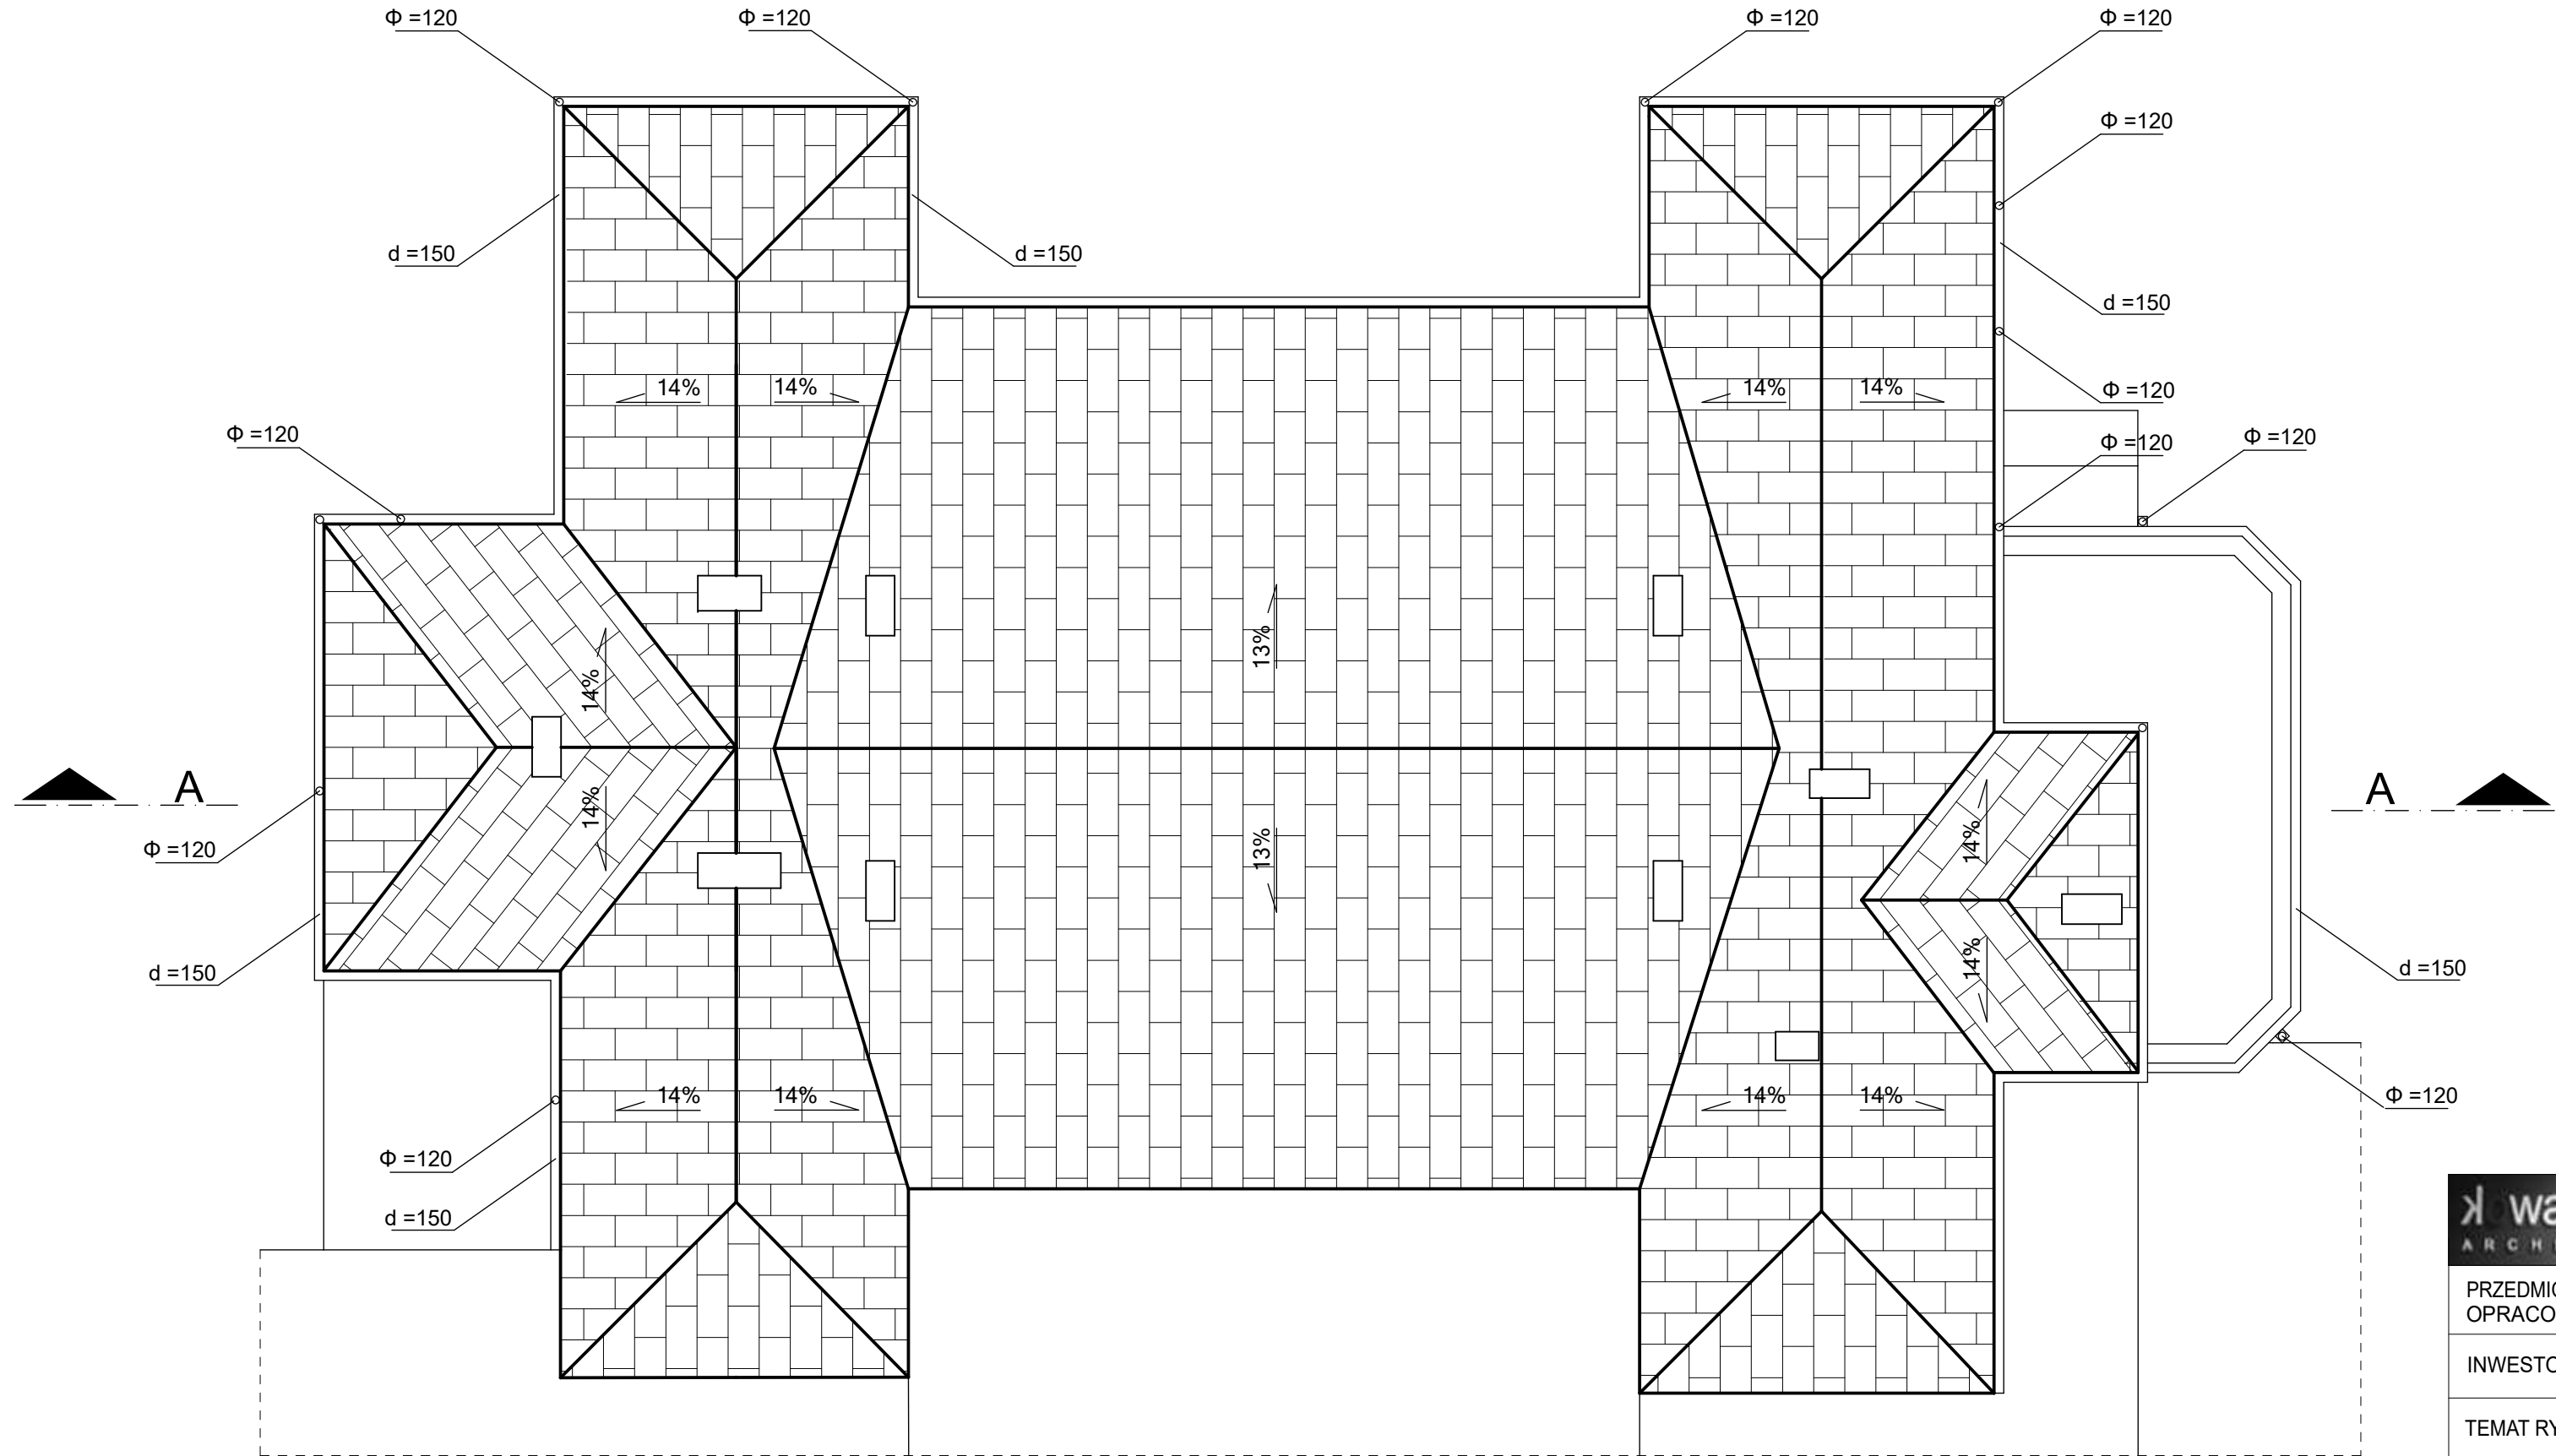 Φ =120
Φ =120
Φ =120
Φ =120
Φ =120
d =150
d =150
d =150
14%
14%
14%
14%
Φ =120
Φ =120
Φ =120
Φ =120
13%
14%
A
A
14%
13%
14%
Φ =120
14%
d =150
d =150
14%
14%
14%
14%
Φ =120
Φ =120
d =150
PRZEDMI
OPRACO
INWESTO
TEMAT RY